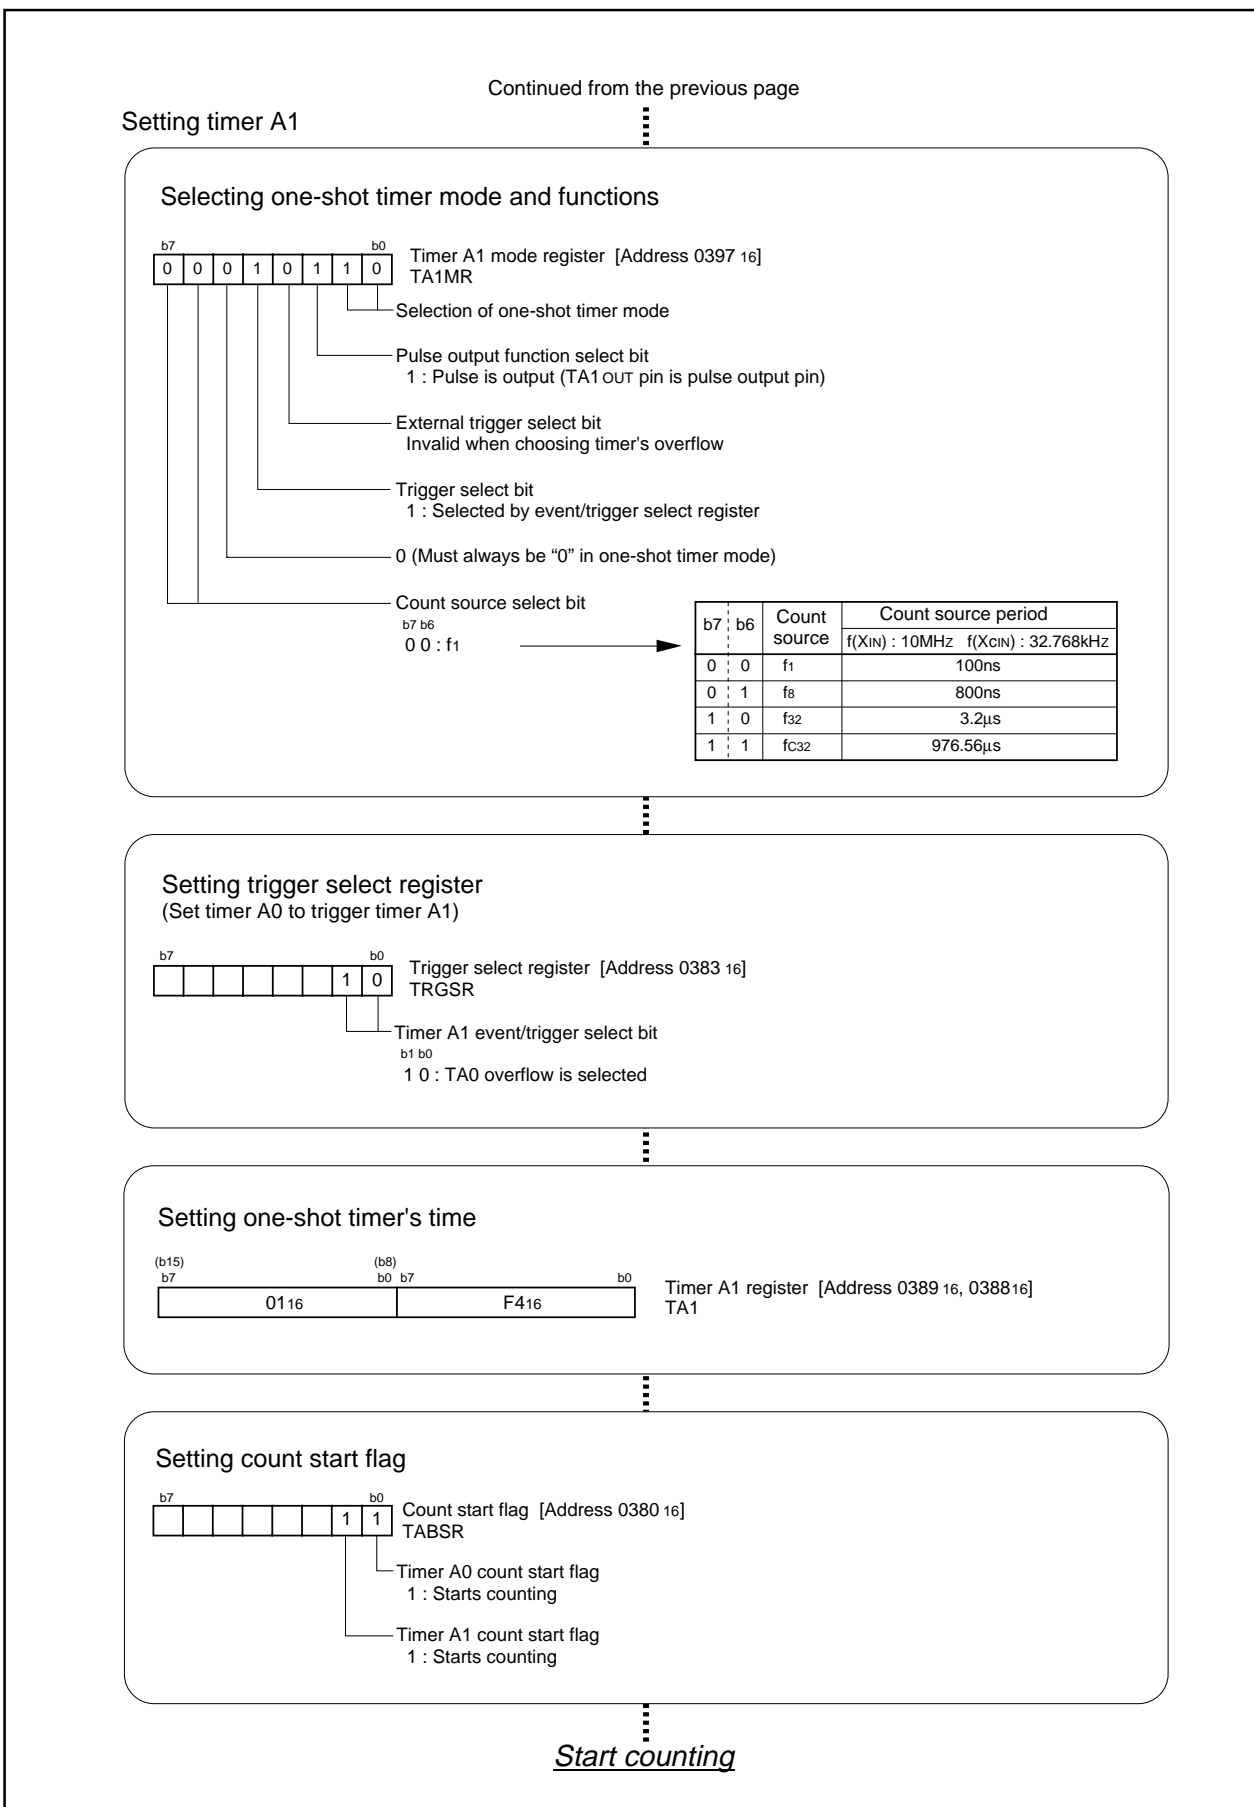 Continued from the previous page
Setting timer A1
Selecting one-shot timer mode and functions
b7 b0
0 0 0 1 0 1 1 0
Timer A1 mode register [Address 0397 16]
TA1MR
Selection of one-shot timer mode
Pulse output function select bit
1 : Pulse is output (TA1OUT pin is pulse output pin)
External trigger select bit
Invalid when choosing timer's overflow
Trigger select bit
1 : Selected by event/trigger select register
0 (Must always be “0” in one-shot timer mode)
Count source select bit
b7 b6
0 0 : f1
b7 b6 Count source Count source period
f(XIN) : 10MHz f(XCIN) : 32.768kHz
0 0 f1 100ns
0 1 f8 800ns
1 0 f32 3.2µs
1 1 fC32 976.56µs
Setting trigger select register
(Set timer A0 to trigger timer A1)
b7 b0
1 0
Trigger select register [Address 0383 16]
TRGSR
Timer A1 event/trigger select bit
b1 b0
1 0 : TA0 overflow is selected
Setting one-shot timer's time
(b15) (b8)
b7 b0 b7 b0
0116 F416
Timer A1 register [Address 0389 16, 038816]
TA1
Setting count start flag
b7 b0
1 1
Count start flag [Address 0380 16]
TABSR
Timer A0 count start flag
1 : Starts counting
Timer A1 count start flag
1 : Starts counting
Start counting